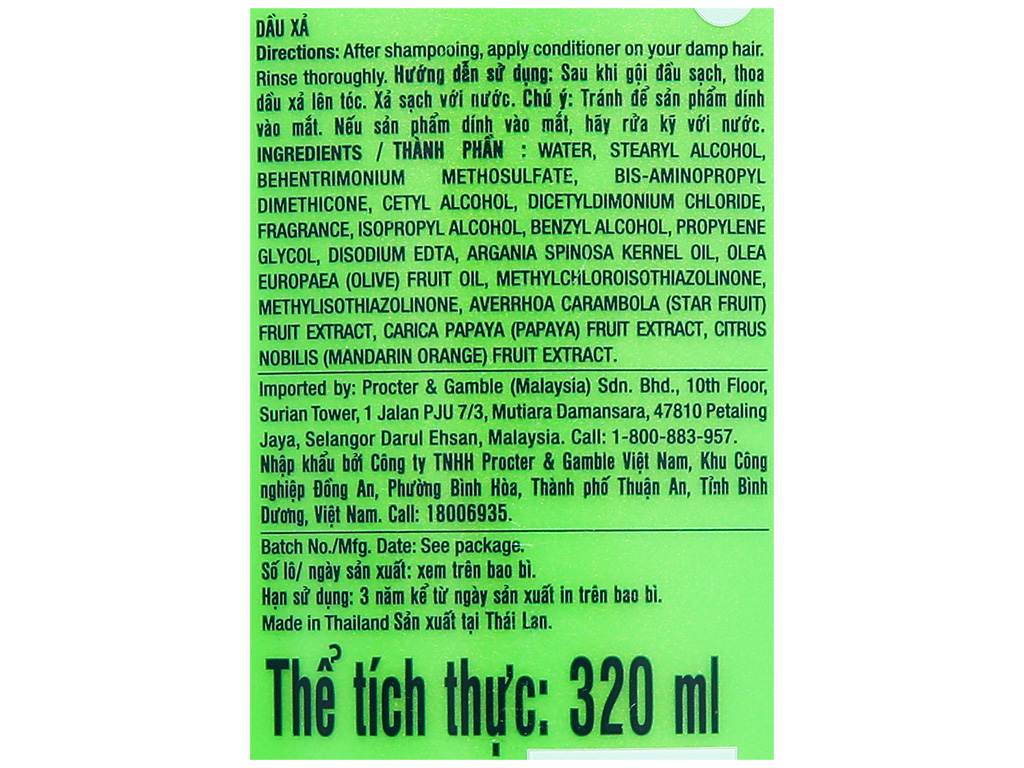 DẦU XẢ
Directions: After shampooing, apply conditioner on your damp hair.
Rinse thoroughly. Hướng dẫn sử dụng: Sau khi gội đầu sạch, thoa
dầu xả lên tóc. Xả sạch với nước. Chú ý: Tránh để sản phẩm dính
vào mắt. Nếu sản phẩm dính vào mắt, hãy rửa kỹ với nước.
INGREDIENTS / THÀNH PHẦN : WATER, STEARYL ALCOHOL,
BEHENTRIMONIUM METHOSULFATE, BIS-AMINOPROPYL
DIMETHICONE, CETYL ALCOHOL, DICETYLDIMONIUM CHLORIDE,
FRAGRANCE, ISOPROPYL ALCOHOL, BENZYL ALCOHOL, PROPYLENE
GLYCOL, DISODIUM EDTA, ARGANIA SPINOSA KERNEL OIL, OLEA
EUROPAEA (OLIVE) FRUIT OIL, METHYLCHLOROISOTHIAZOLINONE,
METHYLISOTHIAZOLINONE, AVERRHOA CARAMBOLA (STAR FRUIT)
FRUIT EXTRACT, CARICA PAPAYA (PAPAYA) FRUIT EXTRACT, CITRUS
NOBILIS (MANDARIN ORANGE) FRUIT EXTRACT.
Imported by: Procter & Gamble (Malaysia) Sdn. Bhd., 10th Floor,
Surian Tower, 1 Jalan PJU 7/3, Mutiara Damansara, 47810 Petaling
Jaya, Selangor Darul Ehsan, Malaysia. Call: 1-800-883-957.
Nhập khẩu bởi Công ty TNHH Procter & Gamble Việt Nam, Khu Công
nghiệp Đồng An, Phường Bình Hòa, Thành phố Thuận An, Tỉnh Bình
Dương, Việt Nam. Call: 18006935.
Batch No./Mfg. Date: See package.
Số lô/ ngày sản xuất: xem trên bao bì.
Hạn sử dụng: 3 năm kể từ ngày sản xuất in trên bao bì.
Made in Thailand Sản xuất tại Thái Lan.
Thể tích thực: 320 ml